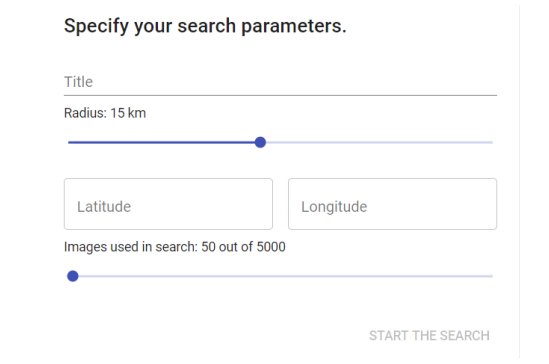 Specify your search parameters.
Title
Radius: 15 km
Latitude Longitude
Images used in search: 50 out of 5000
START THE SEARCH